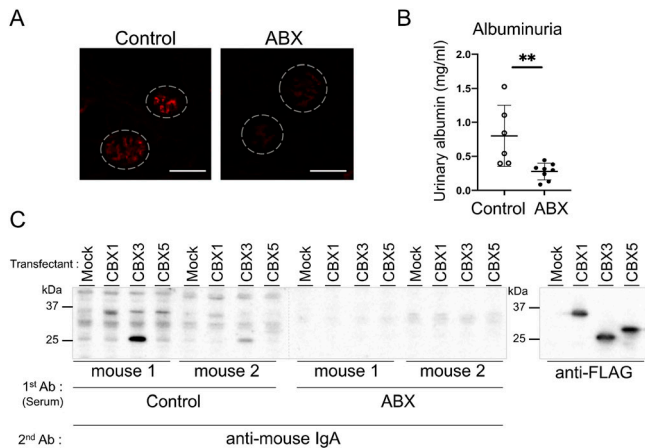 A
Control
ABX
B
Albuminuria
**
Urinary albumin (mg/ml)
2.0
1.5
1.0
0.5
0.0
Control ABX
C
Transfectant : Mock CBX1 CBX3 CBX5 Mock CBX1 CBX3 CBX5 Mock CBX1 CBX3 CBX5 Mock CBX1 CBX3 CBX5
kDa
37
25
mouse 1 mouse 2 mouse 1 mouse 2
1st Ab :
(Serum)
Control ABX
2nd Ab : anti-mouse IgA
Mock CBX1 CBX3 CBX5
kDa
37
25
anti-FLAG